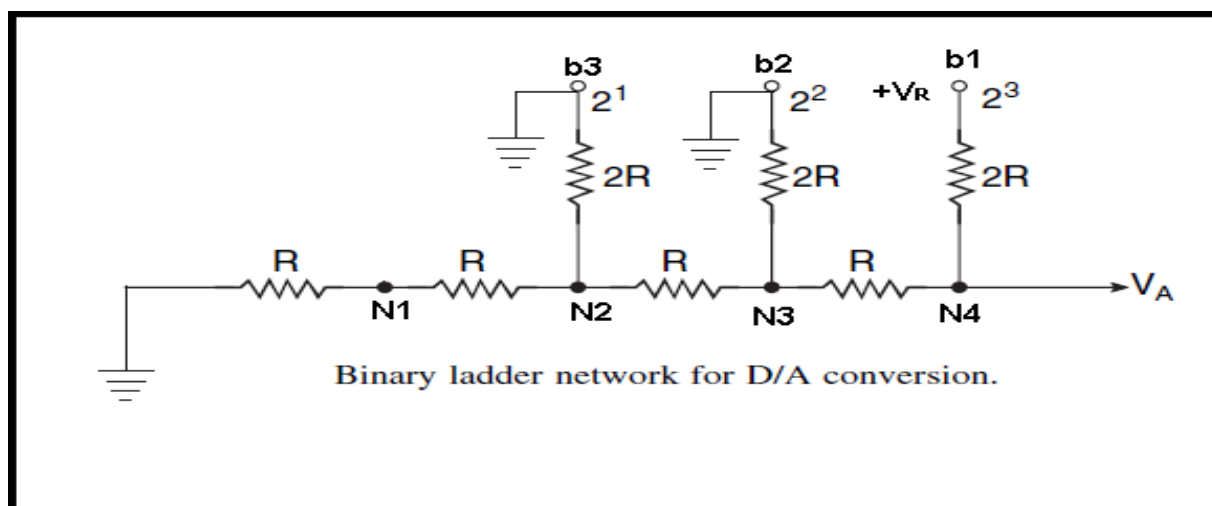 b3 b2 b1
2¹ 2² +VR 2³
2R 2R 2R
R R R R
N1 N2 N3 N4 VA
Binary ladder network for D/A conversion.